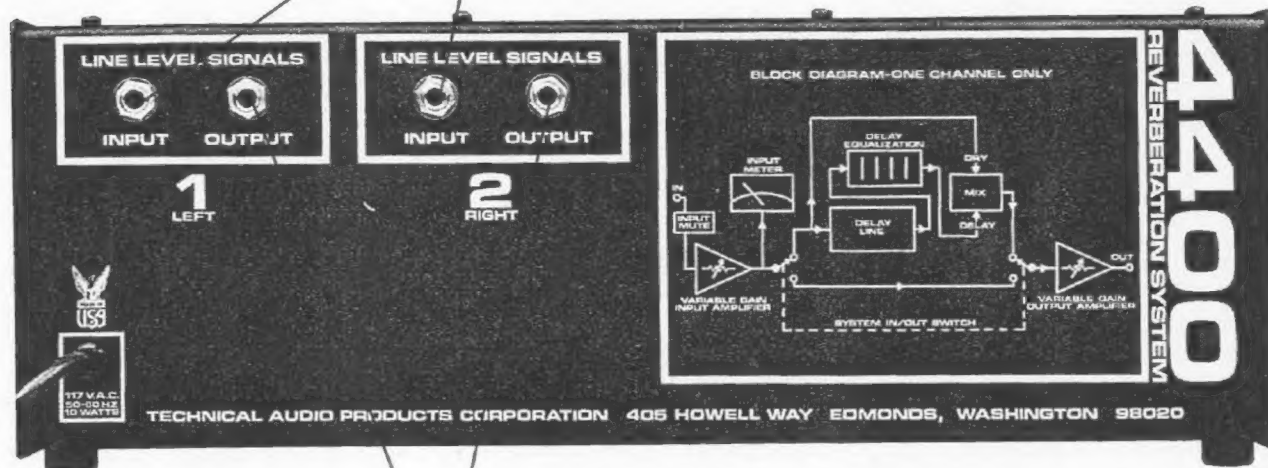 LINE LEVEL SIGNALS
INPUT OUTPUT
1
LEFT
LINE LEVEL SIGNALS
INPUT OUTPUT
2
RIGHT
BLOCK DIAGRAM-ONE CHANNEL ONLY
IN
INPUT MUTE
INPUT
METER
DELAY
EQUALIZATION
DELAY
LINE
DRY
MIX
DELAY
VARIABLE GAIN
INPUT AMPLIFIER
SYSTEM IN/OUT SWITCH
OUT
VARIABLE GAIN
OUTPUT AMPLIFIER
4400
REVERBERATION SYSTEM
MADE IN
USA
117 V.A.C.
50-60 HZ
10 WATTS
TECHNICAL AUDIO PRODUCTS CORPORATION 405 HOWELL WAY EDMONDS, WASHINGTON 98020